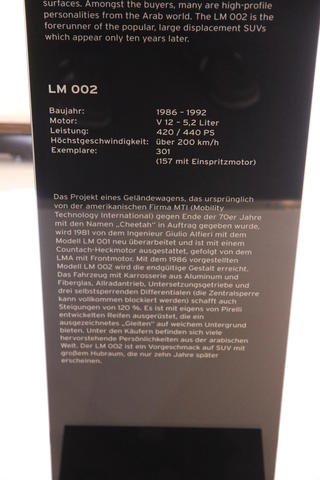 surfaces. Amongst the buyers, many are high-profile
personalities from the Arab world. The LM 002 is the
forerunner of the popular, large displacement SUVs
which appear only ten years later.
LM 002
Baujahr: 1986 – 1992
Motor: V 12 – 5,2 Liter
Leistung: 420 / 440 PS
Höchstgeschwindigkeit: über 200 km/h
Exemplare: 301
(157 mit Einspritzmotor)
Das Projekt eines Geländewagens, das ursprünglich
von der amerikanischen Firma MTI (Mobility
Technology International) gegen Ende der 70er Jahre
mit den Namen „Cheetah" in Auftrag gegeben wurde,
wird 1981 von dem Ingenieur Giulio Alfieri mit dem
Modell LM 001 neu überarbeitet und ist mit einem
Countach-Heckmotor ausgestattet, gefolgt von dem
LMA mit Frontmotor. Mit dem 1986 vorgestellten
Modell LM 002 wird die endgültige Gestalt erreicht.
Das Fahrzeug mit Karrosserie aus Aluminium und
Fiberglas, Allradantrieb, Untersetzungsgetriebe und
drei selbstsperrenden Differentialen (die Zentralsperre
kann vollkommen blockiert werden) schafft auch
Steigungen von 120 %. Es ist mit eigens von Pirelli
entwickelten Reifen ausgerüstet, die ein
ausgezeichnetes „Gleiten" auf weichem Untergrund
bieten. Unter den Käufern befinden sich viele
hervorstehende Persönlichkeiten aus der arabischen
Welt. Der LM 002 ist ein Vorgeschmack auf SUV mit
großem Hubraum, die nur zehn Jahre später
erscheinen.